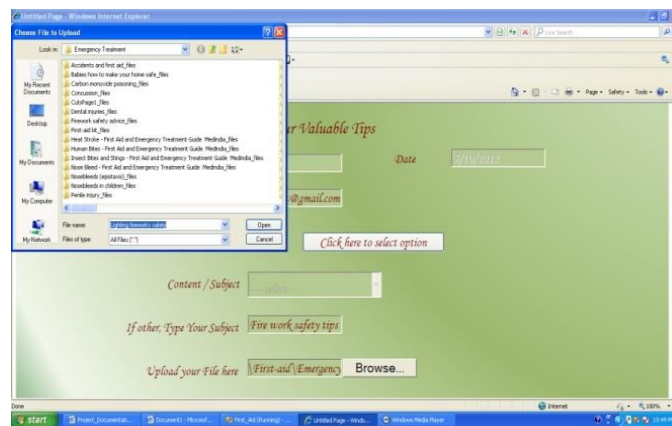 Untitled Page - Windows Internet Explorer
Choose File to Upload
Look in: Emergency Treatment
Live Search
My Recent Documents
Desktop
My Documents
My Computer
My Network
Accidents and first aid_files
Babies how to make your home safe_files
Carbon monoxide poisoning_files
Concussion_files
CutsPage1_files
Dental injuries_files
Firework safety advice_files
First-aid kit_files
Heat Stroke - First Aid and Emergency Treatment Guide Medindia_files
Human Bites - First Aid and Emergency Treatment Guide Medindia_files
Insect Bites and Stings - First Aid and Emergency Treatment Guide Medindia_files
Nose Bleed - First Aid and Emergency Treatment Guide Medindia_files
Nosebleeds (epistaxis)_files
Nosebleeds in children_files
Penile injury_files
File name: Lighting fireworks safely
Open
Files of type: All Files (*.*)
Cancel
Page Safety Tools
r Valuable Tips
Date
@gmail.com
Click here to select option
Content / Subject
If other, Type Your Subject Fire work safety tips
Upload your File here \First-aid\Emergency Browse...
Done
Internet
100%
start
Project_Documentati...
Document1 - Microsof...
First_Aid (Running) - ...
Untitled Page - Windo...
Windows Media Player